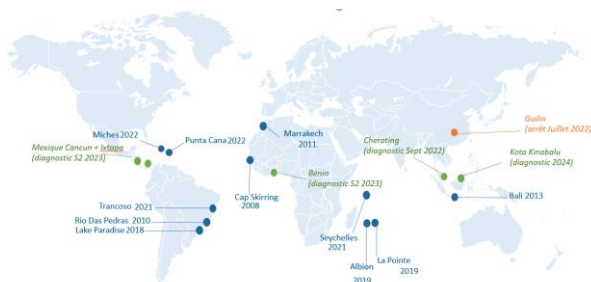 Guilin
(arrêt Juillet 2022)
Miches 2022
Punta Cana 2022
Marrakech
2011
Cherating
(diagnostic Sept 2022)
Mexique Cancun + Ixtapa
(diagnostic S2 2023)
Kota Kinabalu
(diagnostic 2024)
Bénin
(diagnostic S2 2023)
Cap Skirring
2008
Bali 2013
Trancoso 2021
Rio Das Pedras 2010
Lake Paradise 2018
Seychelles
2021
La Pointe
2019
Albion
2019